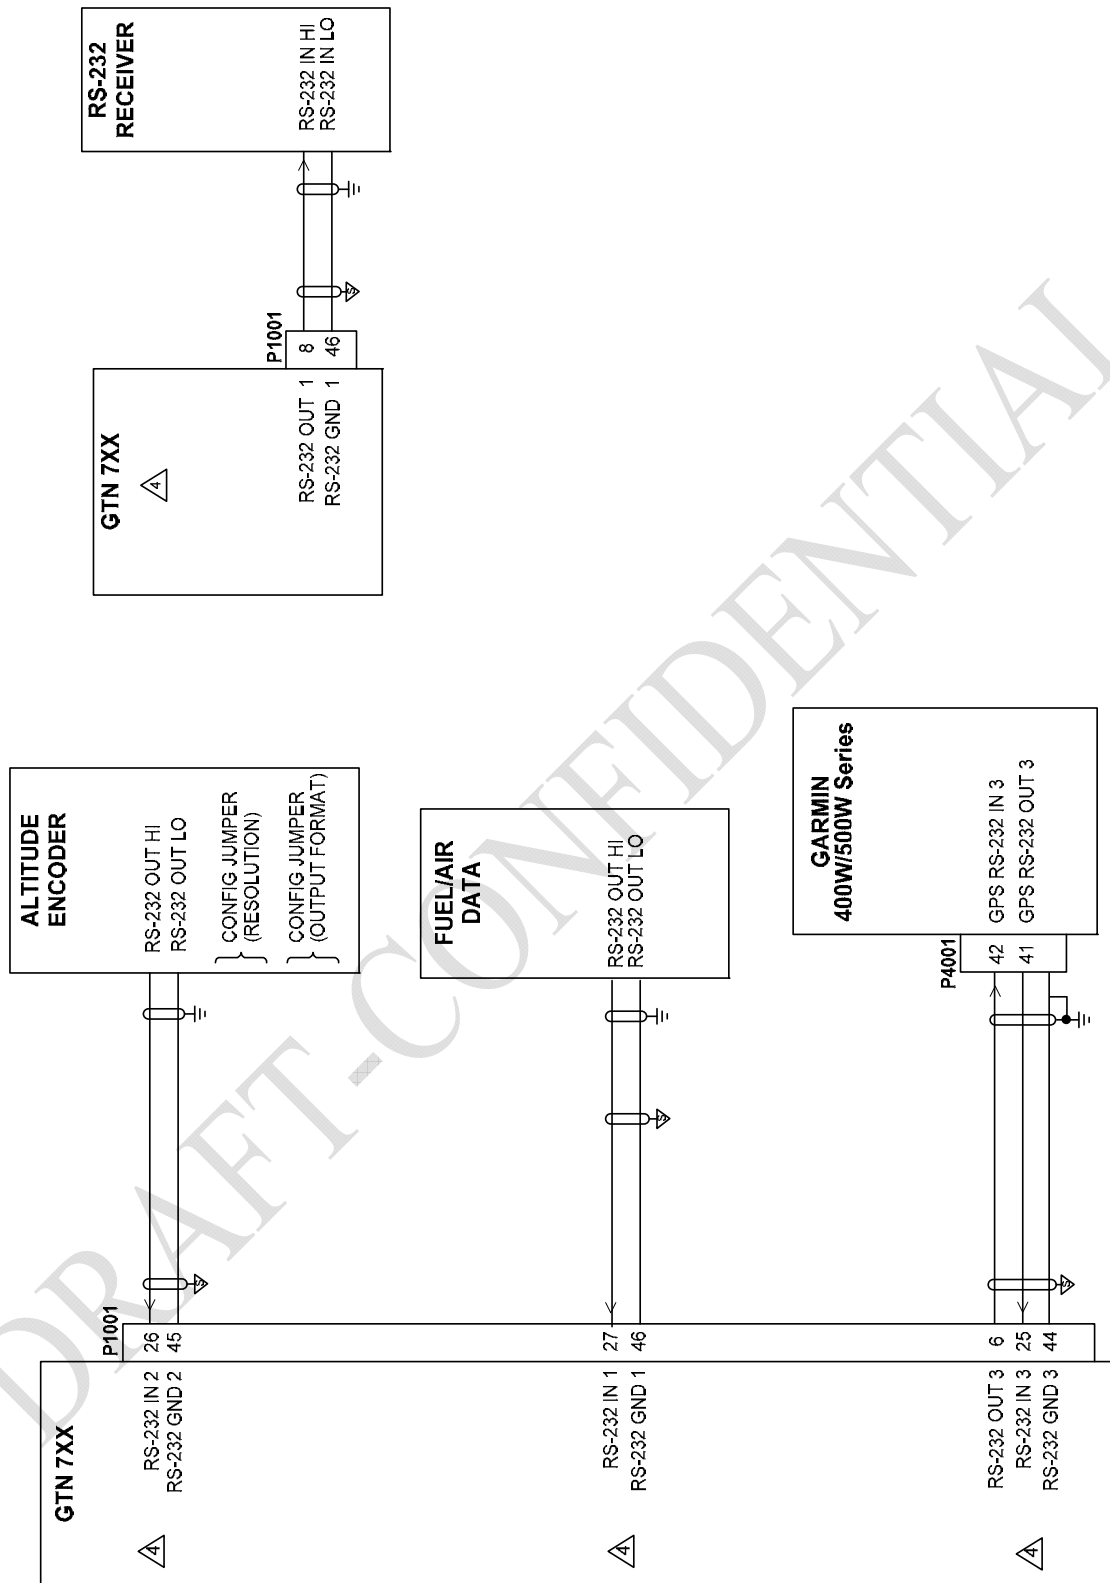 GTN 7XX
4
P1001
RS-232 IN 2 26
RS-232 GND 2 45
S
ALTITUDE
ENCODER
RS-232 OUT HI
RS-232 OUT LO
CONFIG JUMPER
(RESOLUTION)
CONFIG JUMPER
(OUTPUT FORMAT)
4
RS-232 IN 1 27
RS-232 GND 1 46
S
FUEL/AIR
DATA
RS-232 OUT HI
RS-232 OUT LO
4
RS-232 OUT 3 6
RS-232 IN 3 25
RS-232 GND 3 44
S
P4001
42 GPS RS-232 IN 3
41 GPS RS-232 OUT 3
GARMIN
400W/500W Series
GTN 7XX
4
P1001
RS-232 OUT 1 8
RS-232 GND 1 46
S
RS-232
RECEIVER
RS-232 IN HI
RS-232 IN LO
DRAFT-CONFIDENTIAL